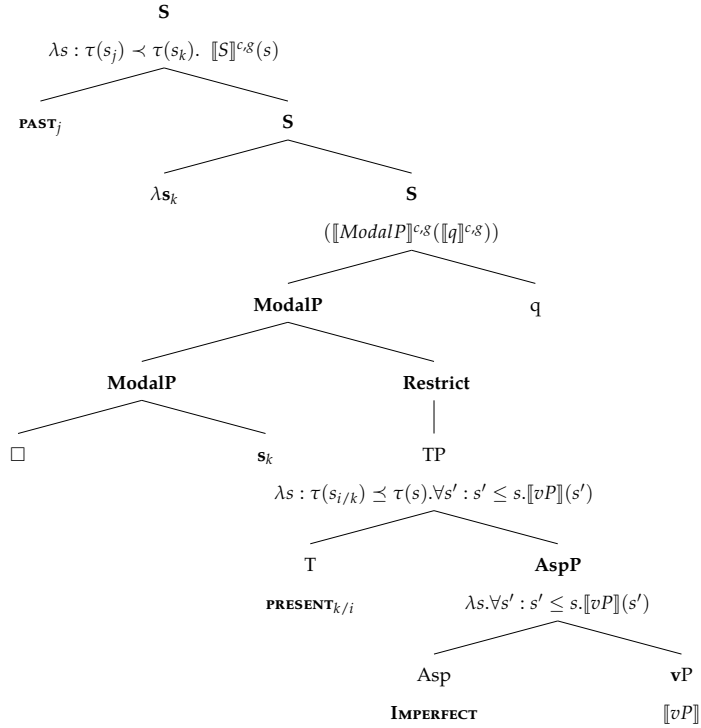 S
λs : τ(s_j) ≺ τ(s_k). ⟦S⟧^{c,g}(s)
PAST_j S
λs_k S
(⟦ModalP⟧^{c,g}(⟦q⟧^{c,g}))
ModalP q
ModalP Restrict
□ s_k TP
λs : τ(s_{i/k}) ⪯ τ(s).∀s′ : s′ ≤ s.⟦vP⟧(s′)
T AspP
PRESENT_{k/i} λs.∀s′ : s′ ≤ s.⟦vP⟧(s′)
Asp vP
IMPERFECT ⟦vP⟧